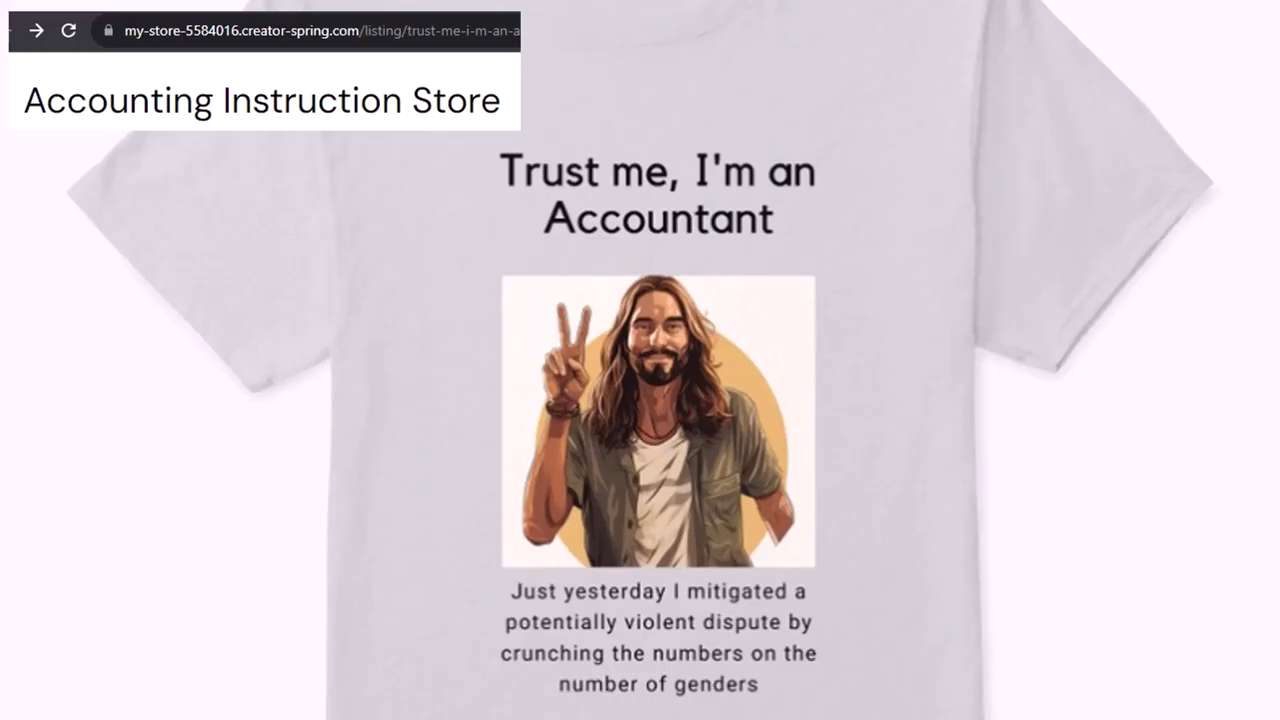 my-store-5584016.creator-spring.com/listing/trust-me-i-m-an-a
Accounting Instruction Store
Trust me, I'm an
Accountant
Just yesterday I mitigated a
potentially violent dispute by
crunching the numbers on the
number of genders